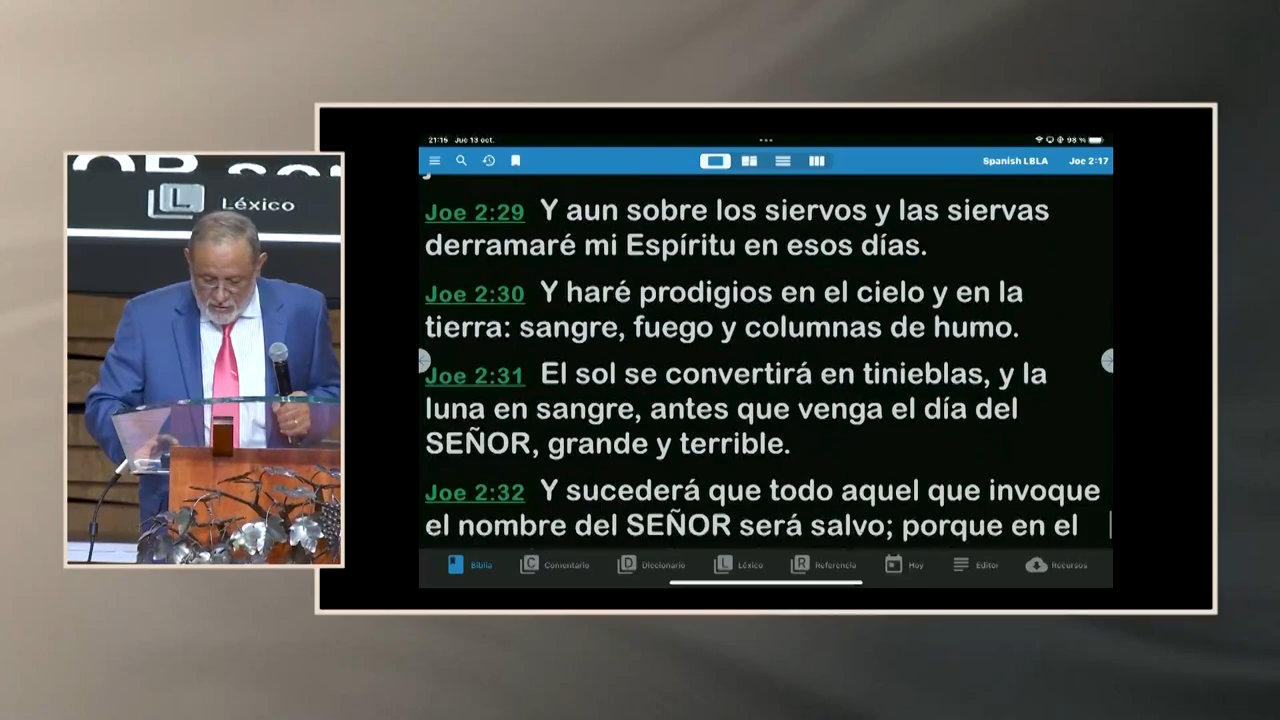 OR so
L Léxico
21:15 Jue 13 oct.
98 %
Spanish LBLA Joe 2:17
Joe 2:29 Y aun sobre los siervos y las siervas
derramaré mi Espíritu en esos días.
Joe 2:30 Y haré prodigios en el cielo y en la
tierra: sangre, fuego y columnas de humo.
Joe 2:31 El sol se convertirá en tinieblas, y la
luna en sangre, antes que venga el día del
SEÑOR, grande y terrible.
Joe 2:32 Y sucederá que todo aquel que invoque
el nombre del SEÑOR será salvo; porque en el
Biblia C Comentario D Diccionario L Léxico R Referencia Hoy Editor Recursos